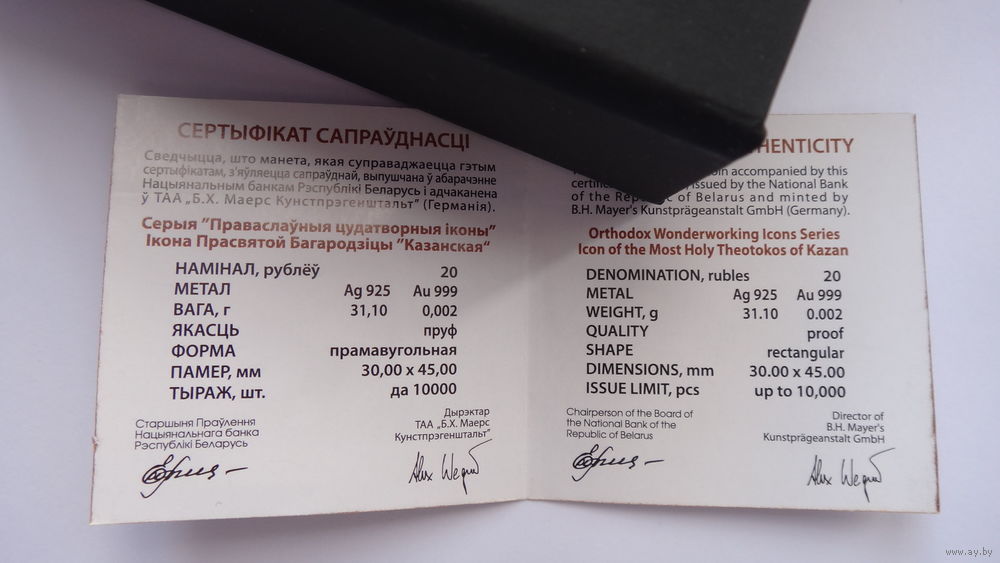 СЕРТЫФІКАТ САПРАЎДНАСЦІ
Сведчыцца, што манета, якая суправаджаецца гэтым
сертыфікатам, з'яўляецца сапраўднай, выпушчана ў абарачэнне
Нацыянальным банкам Рэспублікі Беларусь і адчаканена
ў ТАА „Б.Х. Маерс Кунстпрэгенштальт" (Германія).
Серыя "Праваслаўныя цудатворныя іконы"
Ікона Прасвятой Багародзіцы "Казанская"
НАМІНАЛ, рублёў 20
МЕТАЛ Ag 925 Au 999
ВАГА, г 31,10 0,002
ЯКАСЦЬ пруф
ФОРМА прамавугольная
ПАМЕР, мм 30,00 x 45,00
ТЫРАЖ, шт. да 10000
Старшыня Праўлення
Нацыянальнага банка
Рэспублікі Беларусь
Дырэктар
ТАА „Б.Х. Маерс
Кунстпрэгенштальт"
HENTICITY
accompanied by this
issued by the National Bank
of the of Belarus and minted by
B.H. Mayer's Kunstprägeanstalt GmbH (Germany).
Orthodox Wonderworking Icons Series
Icon of the Most Holy Theotokos of Kazan
DENOMINATION, rubles 20
METAL Ag 925 Au 999
WEIGHT, g 31.10 0.002
QUALITY proof
SHAPE rectangular
DIMENSIONS, mm 30.00 x 45.00
ISSUE LIMIT, pcs up to 10,000
Chairperson of the Board of
the National Bank of the
Republic of Belarus
Director of
B.H. Mayer's
Kunstprägeanstalt GmbH
www.ay.by